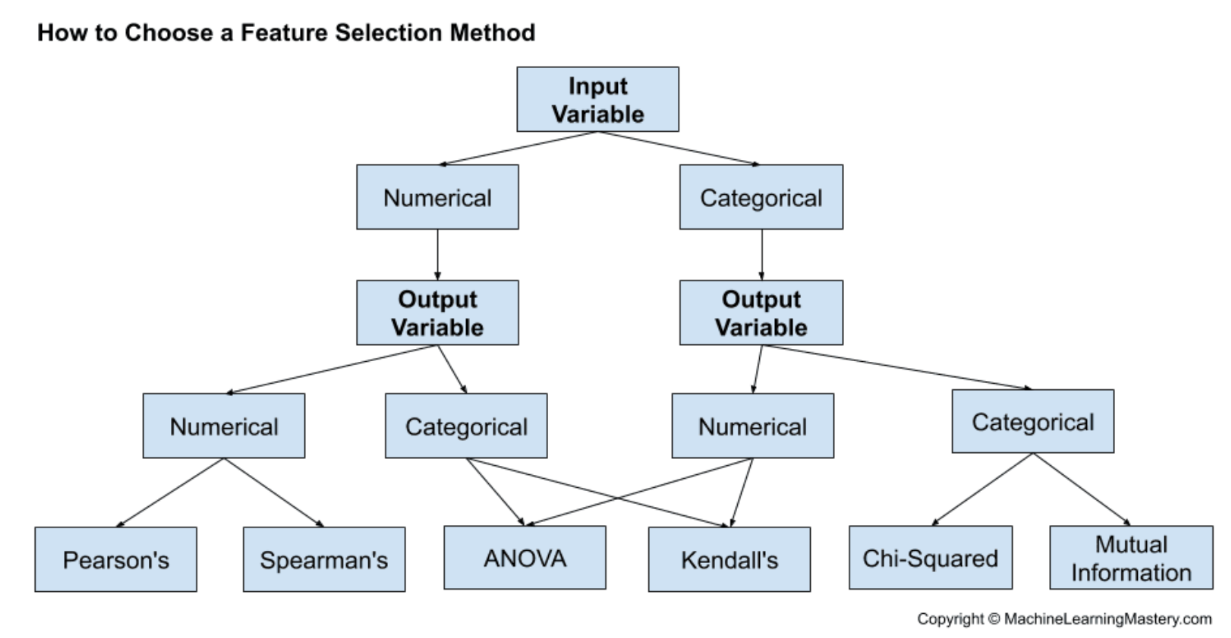 How to Choose a Feature Selection Method
Input
Variable
Numerical
Categorical
Output
Variable
Output
Variable
Numerical
Categorical
Numerical
Categorical
Pearson's
Spearman's
ANOVA
Kendall's
Chi-Squared
Mutual
Information
Copyright © MachineLearningMastery.com